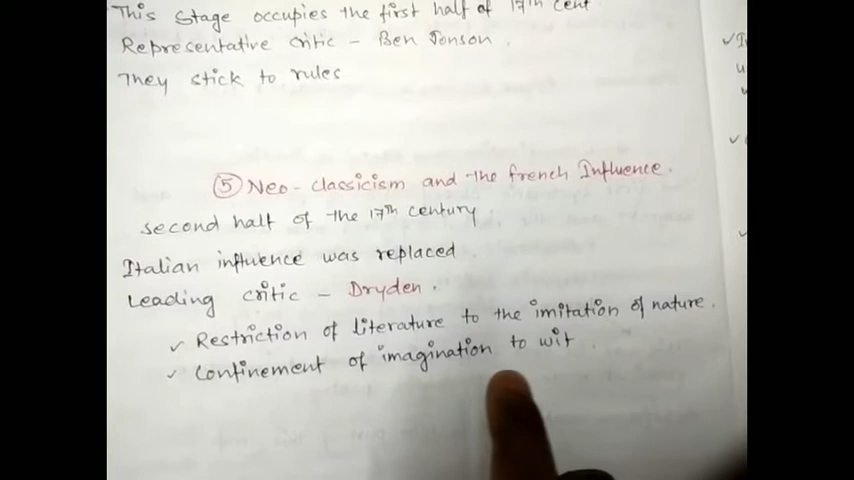 This stage occupies the first half of 17th cent.
Representative critic - Ben Jonson.
They stick to rules
⑤ Neo-classicism and the french Influence.
second half of the 17th century.
Italian influence was replaced.
Leading critic - Dryden.
✓ Restriction of literature to the imitation of nature.
✓ Confinement of imagination to wit.